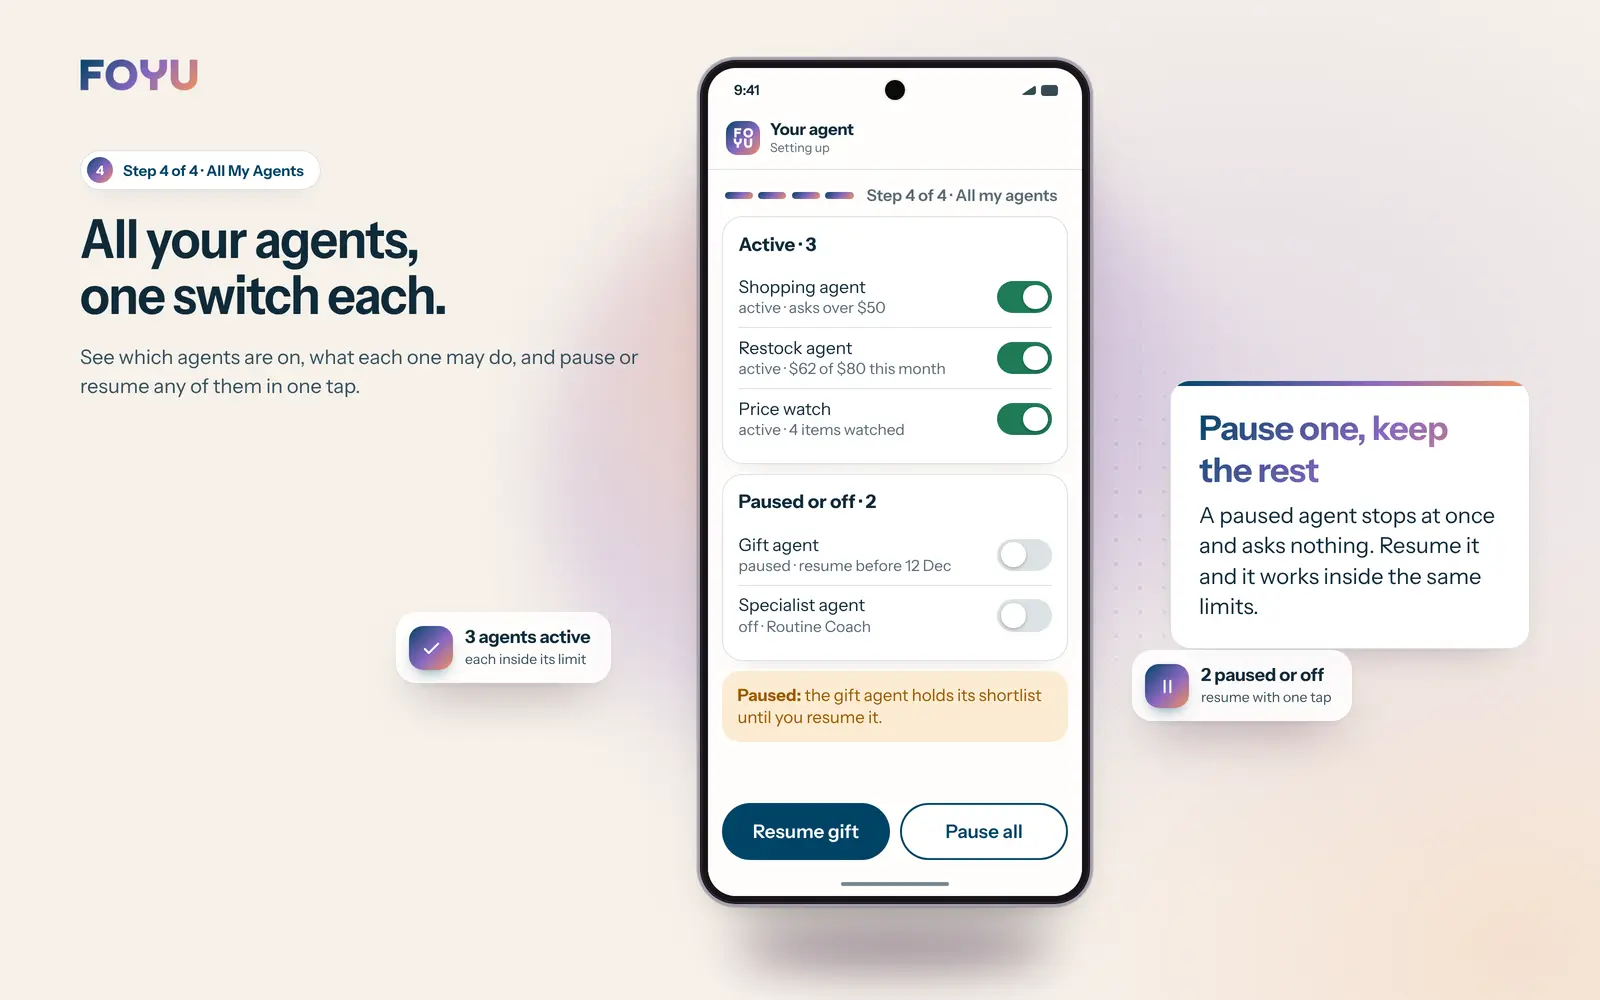 FOYU
4 Step 4 of 4 · All My Agents
All your agents,
one switch each.
See which agents are on, what each one may do, and pause or
resume any of them in one tap.
3 agents active
each inside its limit
9:41
FO
YU
Your agent
Setting up
Step 4 of 4 · All my agents
Active · 3
Shopping agent
active · asks over $50
Restock agent
active · $62 of $80 this month
Price watch
active · 4 items watched
Paused or off · 2
Gift agent
paused · resume before 12 Dec
Specialist agent
off · Routine Coach
Paused: the gift agent holds its shortlist
until you resume it.
Resume gift
Pause all
Pause one, keep
the rest
A paused agent stops at once
and asks nothing. Resume it
and it works inside the same
limits.
2 paused or off
resume with one tap